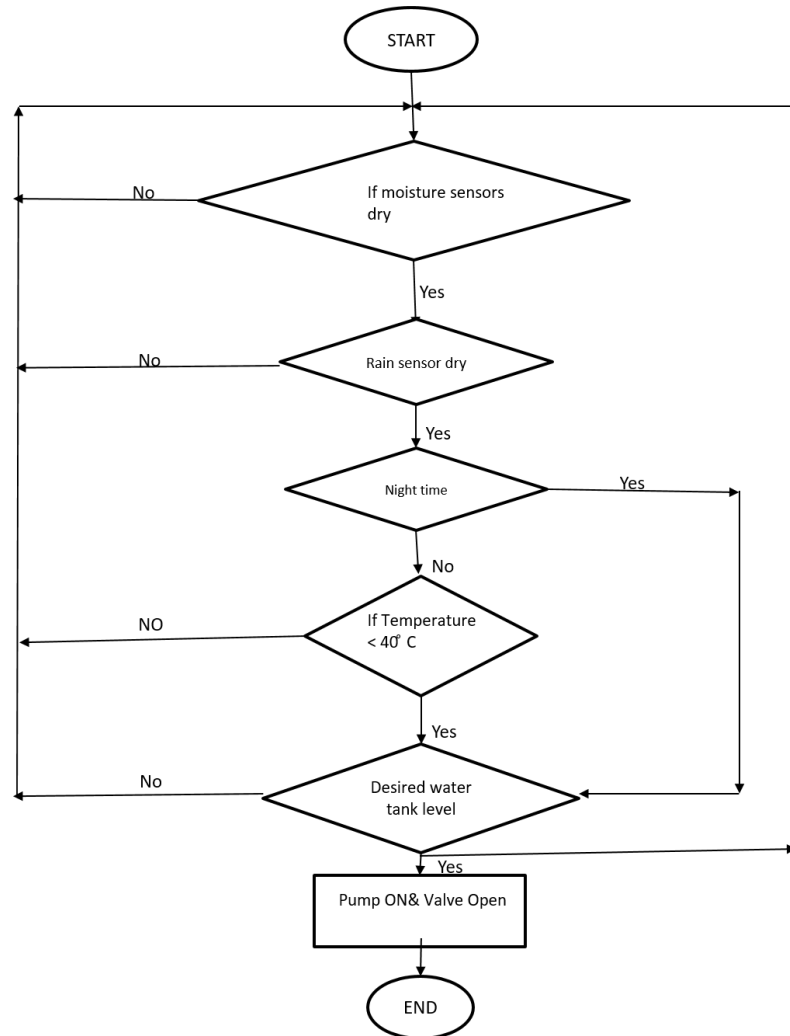 START
If moisture sensors
dry
No
Yes
Rain sensor dry
No
Yes
Night time
Yes
No
If Temperature
< 40° C
NO
Yes
Desired water
tank level
No
Yes
Pump ON& Valve Open
END